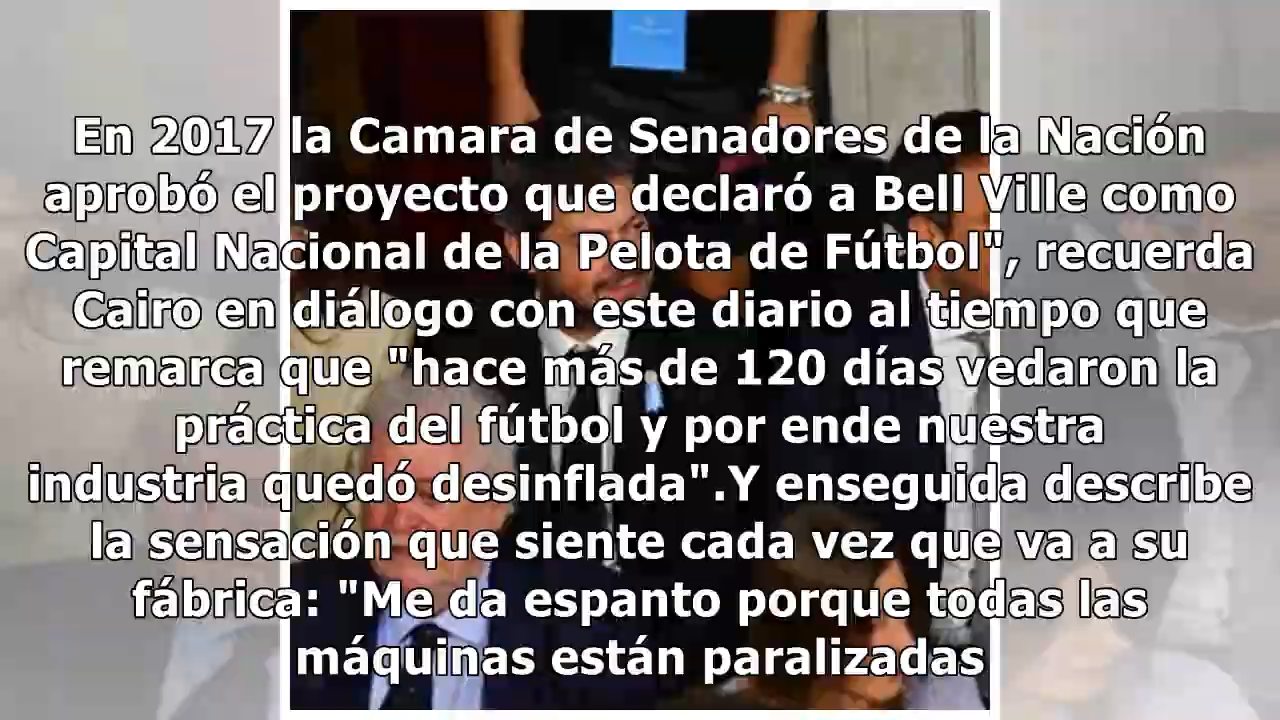 En 2017 la Camara de Senadores de la Nación
aprobó el proyecto que declaró a Bell Ville como
Capital Nacional de la Pelota de Fútbol", recuerda
Cairo en diálogo con este diario al tiempo que
remarca que "hace más de 120 días vedaron la
práctica del fútbol y por ende nuestra
industria quedó desinflada".Y enseguida describe
la sensación que siente cada vez que va a su
fábrica: "Me da espanto porque todas las
máquinas están paralizadas